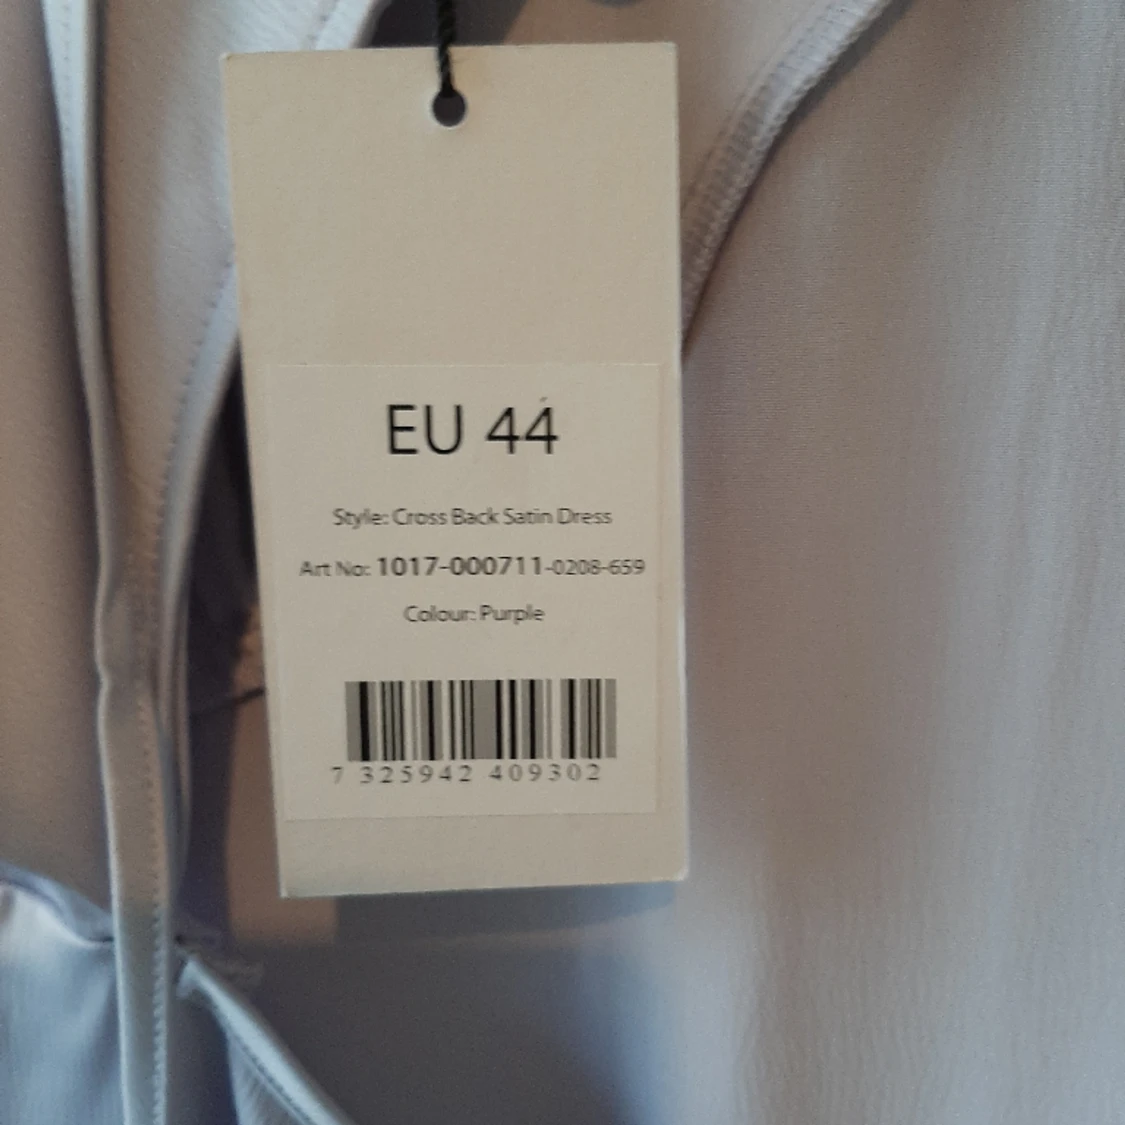 EU 44
Style: Cross Back Satin Dress
Art No: 1017-000711-0208-659
Colour: Purple
7 325942 409302